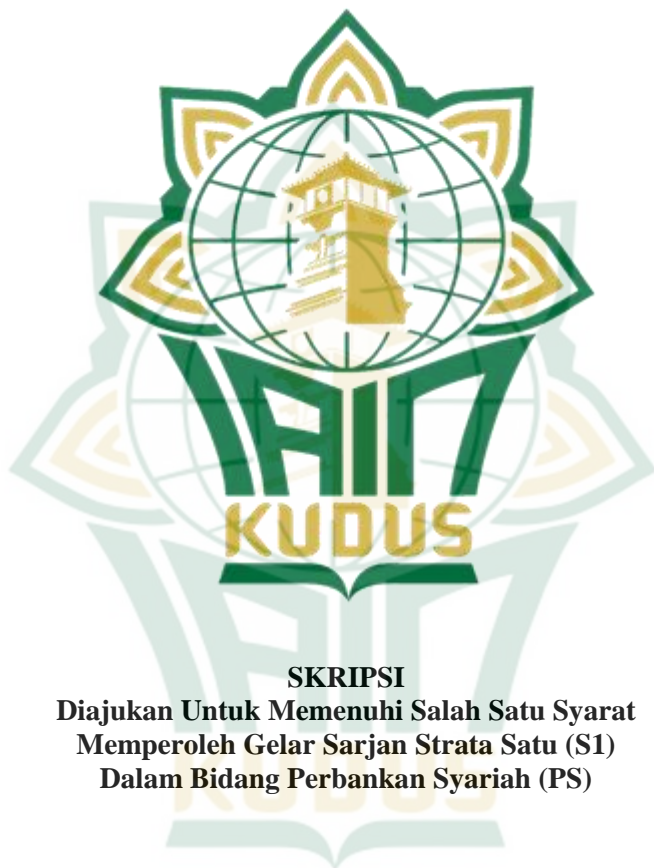 IAIN
KUDUS
SKRIPSI
Diajukan Untuk Memenuhi Salah Satu Syarat
Memperoleh Gelar Sarjan Strata Satu (S1)
Dalam Bidang Perbankan Syariah (PS)
KUDUS